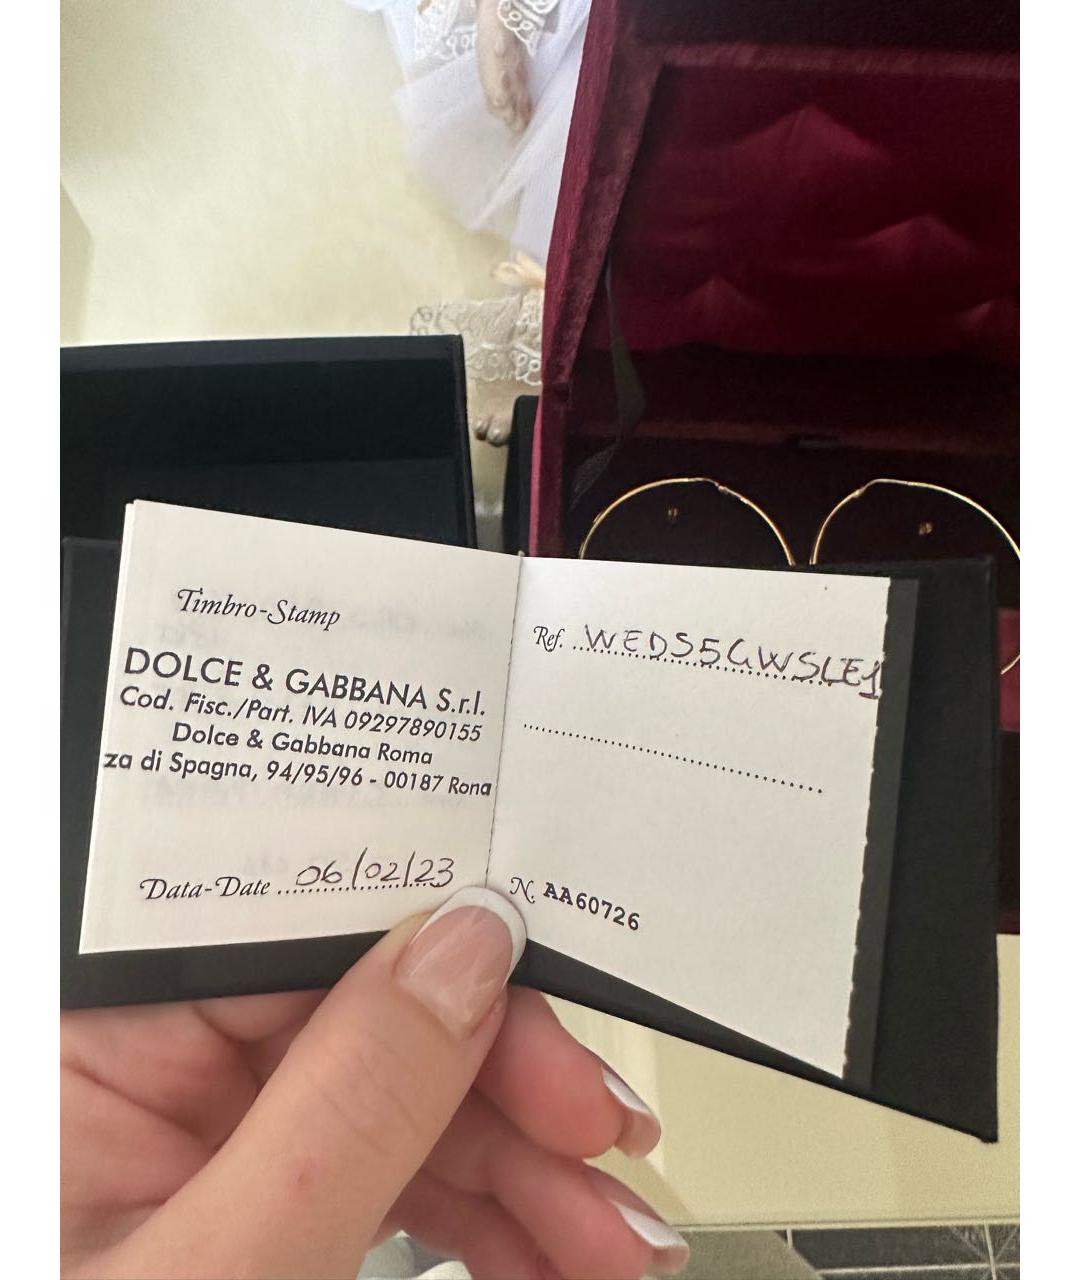 Timbro-Stamp
DOLCE & GABBANA S.r.l.
Cod. Fisc./Part. IVA 09297890155
Dolce & Gabbana Roma
za di Spagna, 94/95/96 - 00187 Roma
Data-Date 06/02/23
Ref. WEDS5GWSLE1
N. AA60726